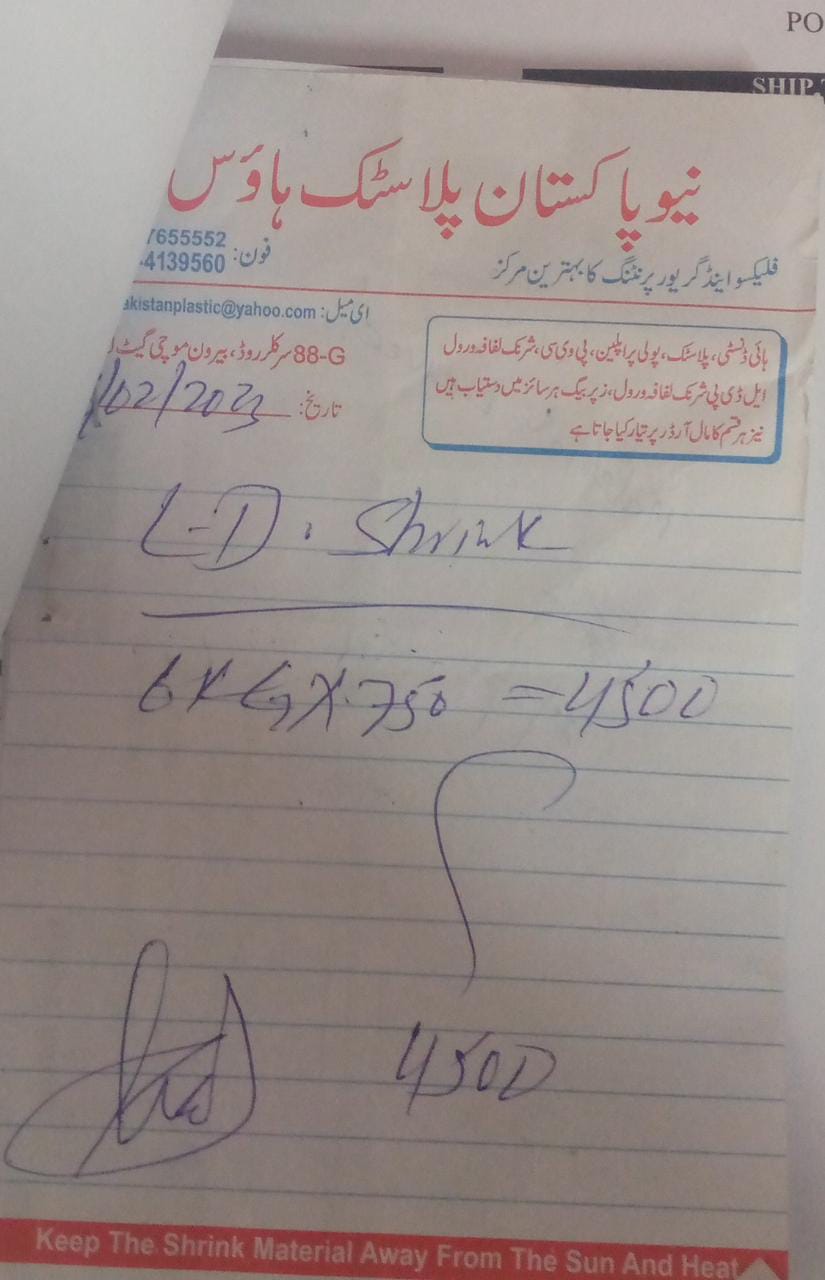 PO
SHIP
نیو پاکستان پلاسٹک ہاؤس
7655552
فون:
4139560
فلیکسو اینڈ گریور پرنٹنگ کا بہترین مرکز
ای میل: akistanplastic@yahoo.com
88-G سرکلر روڈ، بیرون موچی گیٹ
تاریخ: /02/2023
ہائی ڈنسٹی، پلاسٹک، پولی پراپلین، پی وی سی، شرنک لفافہ ورول
ایل ڈی پی شرنک لفافہ ورول، زپر بیگ ہر سائز میں دستیاب ہیں
نیز ہر قسم کا مال آرڈر پر تیار کیا جاتا ہے
L-D. Shrink
6 KG X 750 = 4500
4500
Keep The Shrink Material Away From The Sun And Heat